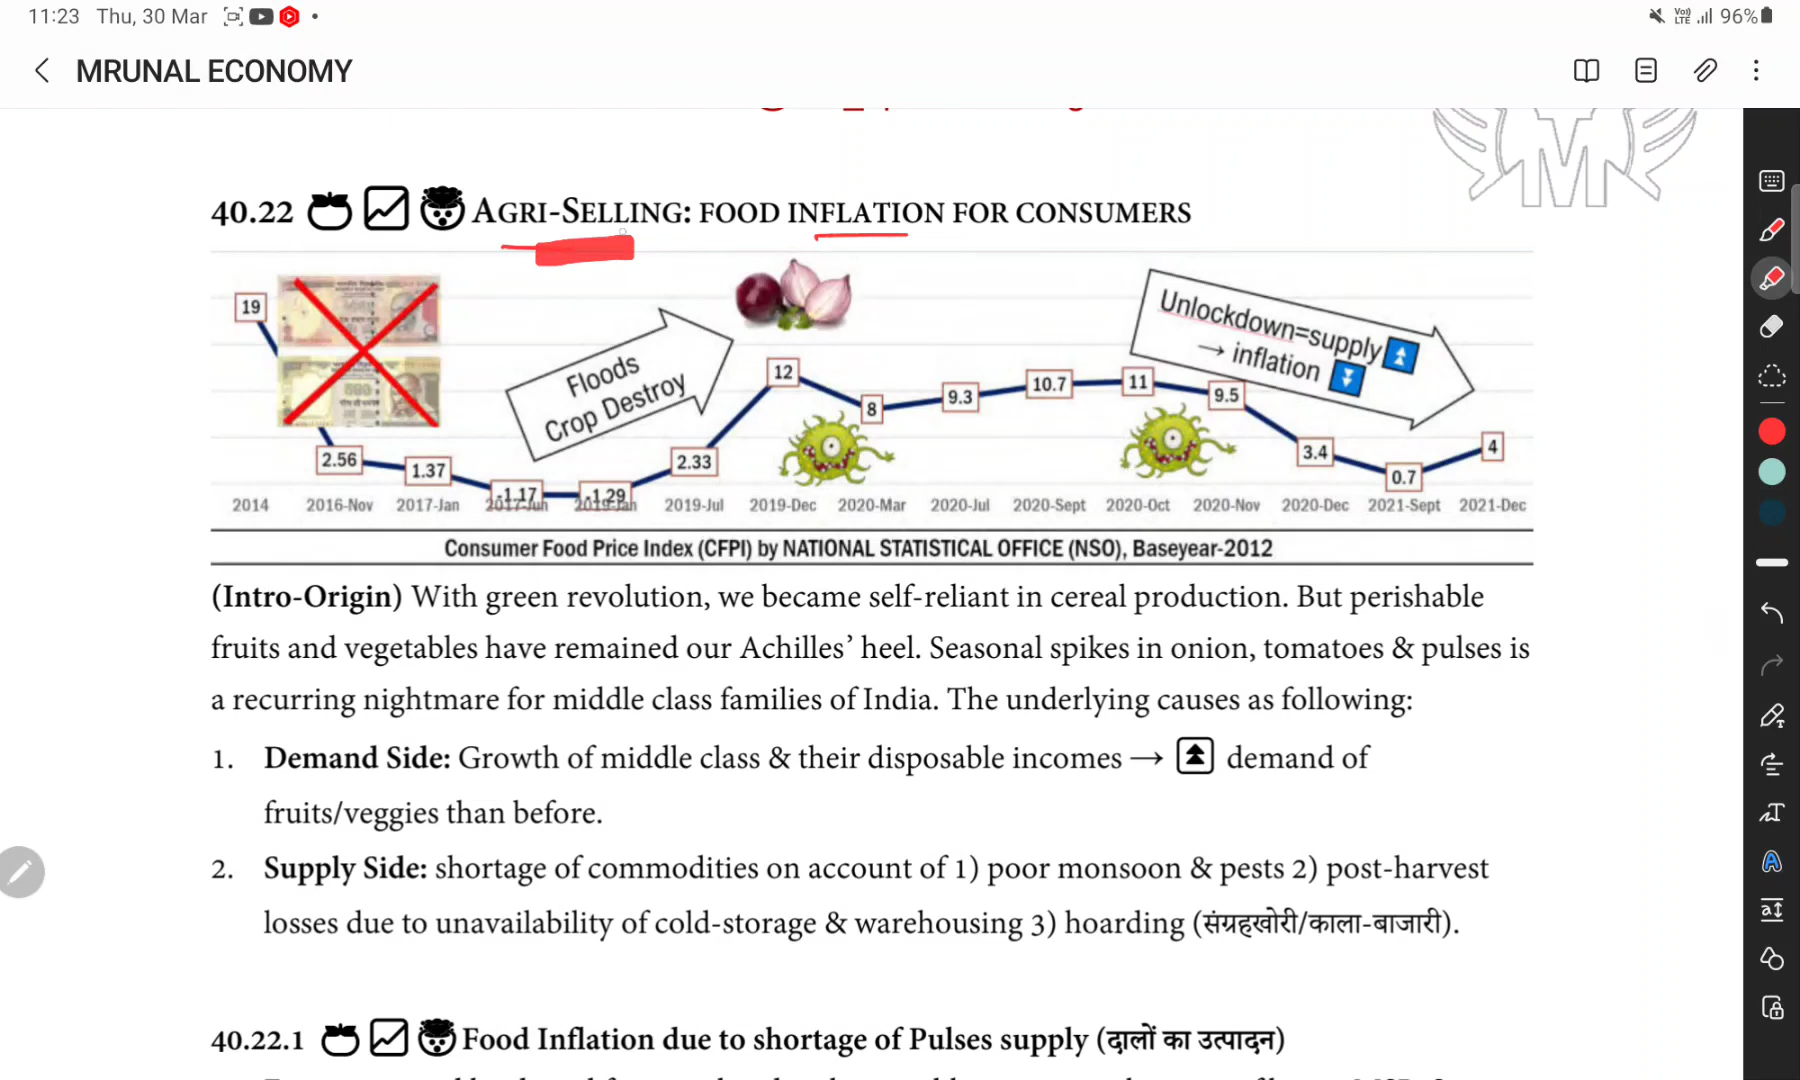 11:23 Thu, 30 Mar
Vo) LTE 96%
MRUNAL ECONOMY
40.22 AGRI-SELLING: FOOD INFLATION FOR CONSUMERS
19
Floods
Crop Destroy
Unlockdown=supply
→ inflation
12
8
9.3
10.7
11
9.5
2.56
1.37
-1.17
-1.29
2.33
3.4
0.7
4
2014 2016-Nov 2017-Jan 2017-Jun 2019-Jan 2019-Jul 2019-Dec 2020-Mar 2020-Jul 2020-Sept 2020-Oct 2020-Nov 2020-Dec 2021-Sept 2021-Dec
Consumer Food Price Index (CFPI) by NATIONAL STATISTICAL OFFICE (NSO), Baseyear-2012
(Intro-Origin) With green revolution, we became self-reliant in cereal production. But perishable
fruits and vegetables have remained our Achilles’ heel. Seasonal spikes in onion, tomatoes & pulses is
a recurring nightmare for middle class families of India. The underlying causes as following:
1. Demand Side: Growth of middle class & their disposable incomes → demand of
fruits/veggies than before.
2. Supply Side: shortage of commodities on account of 1) poor monsoon & pests 2) post-harvest
losses due to unavailability of cold-storage & warehousing 3) hoarding (संग्रहखोरी/काला-बाजारी).
40.22.1 Food Inflation due to shortage of Pulses supply (दालों का उत्पादन)